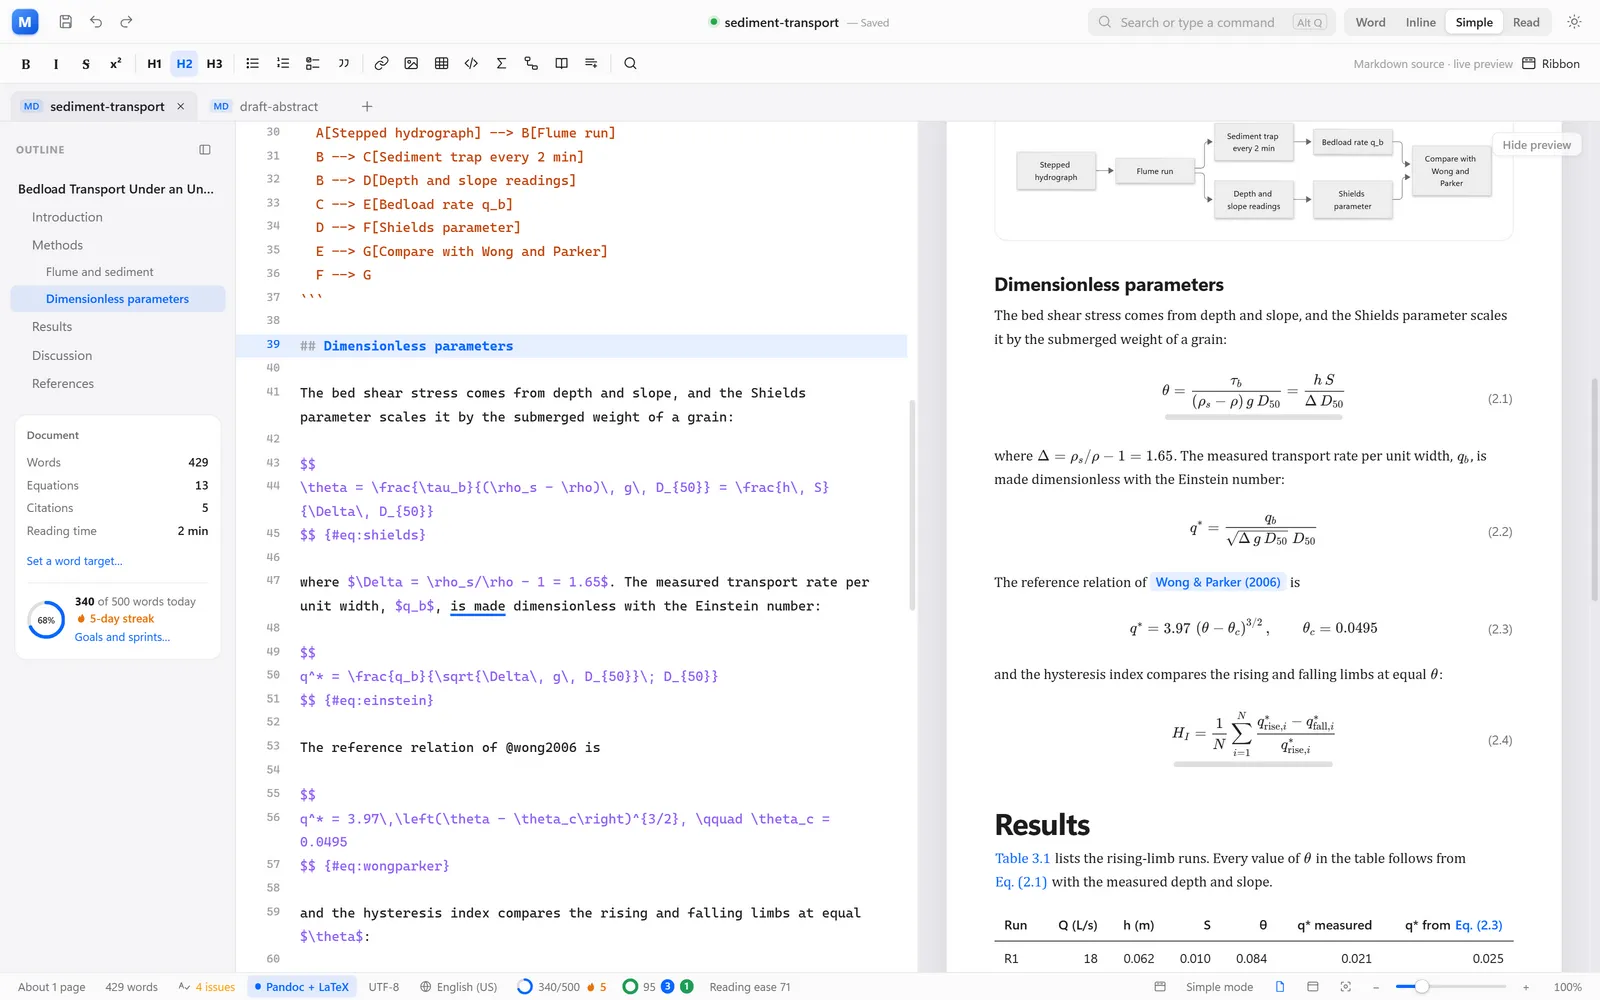 M
sediment-transport — Saved
Search or type a command Alt Q
Word Inline Simple Read
B I S x² H1 H2 H3
Markdown source · live preview Ribbon
MD sediment-transport ×
MD draft-abstract +
OUTLINE
Bedload Transport Under an Un...
Introduction
Methods
Flume and sediment
Dimensionless parameters
Results
Discussion
References
Document
Words 429
Equations 13
Citations 5
Reading time 2 min
Set a word target...
68%
340 of 500 words today
5-day streak
Goals and sprints...
30 A[Stepped hydrograph] --> B[Flume run]
31 B --> C[Sediment trap every 2 min]
32 B --> D[Depth and slope readings]
33 C --> E[Bedload rate q_b]
34 D --> F[Shields parameter]
35 E --> G[Compare with Wong and Parker]
36 F --> G
37 ```
38
39 ## Dimensionless parameters
40
41 The bed shear stress comes from depth and slope, and the Shields
parameter scales it by the submerged weight of a grain:
42
43 $$
44 \theta = \frac{\tau_b}{(\rho_s - \rho)\, g\, D_{50}} = \frac{h\, S}
{\Delta\, D_{50}}
45 $$ {#eq:shields}
46
47 where $\Delta = \rho_s/\rho - 1 = 1.65$. The measured transport rate per
unit width, $q_b$, is made dimensionless with the Einstein number:
48
49 $$
50 q^* = \frac{q_b}{\sqrt{\Delta\, g\, D_{50}}\; D_{50}}
51 $$ {#eq:einstein}
52
53 The reference relation of @wong2006 is
54
55 $$
56 q^* = 3.97\,\left(\theta - \theta_c\right)^{3/2}, \qquad \theta_c =
0.0495
57 $$ {#eq:wongparker}
58
59 and the hysteresis index compares the rising and falling limbs at equal
$\theta$:
60
Hide preview
Stepped
hydrograph
Flume run
Sediment trap
every 2 min
Bedload rate q_b
Depth and
slope readings
Shields
parameter
Compare with
Wong and
Parker
Dimensionless parameters
The bed shear stress comes from depth and slope, and the Shields parameter scales
it by the submerged weight of a grain:
θ = τ_b / ((ρ_s − ρ) g D_50) = h S / (Δ D_50) (2.1)
where Δ = ρ_s/ρ − 1 = 1.65. The measured transport rate per unit width, q_b, is
made dimensionless with the Einstein number:
q* = q_b / (√(Δ g D_50) D_50) (2.2)
The reference relation of Wong & Parker (2006) is
q* = 3.97 (θ − θ_c)^{3/2}, θ_c = 0.0495 (2.3)
and the hysteresis index compares the rising and falling limbs at equal θ:
H_I = 1/N ∑_{i=1}^{N} (q*_{rise,i} − q*_{fall,i}) / q*_{rise,i} (2.4)
Results
Table 3.1 lists the rising-limb runs. Every value of θ in the table follows from
Eq. (2.1) with the measured depth and slope.
Run Q (L/s) h (m) S θ q* measured q* from Eq. (2.3)
R1 18 0.062 0.010 0.084 0.021 0.025
About 1 page 429 words 4 issues Pandoc + LaTeX UTF-8 English (US) 340/500 5 95 3 1 Reading ease 71 Simple mode − + 100%